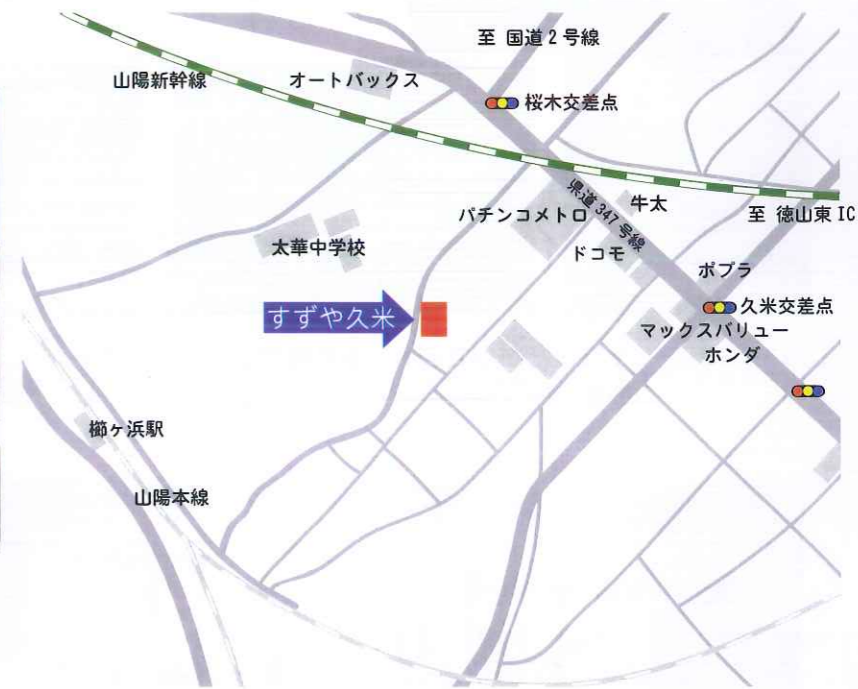 至 国道2号線
山陽新幹線
オートバックス
桜木交差点
県道347号線
牛太
パチンコメトロ
至 徳山東IC
太華中学校
ドコモ
ポプラ
すずや久米
久米交差点
マックスバリュー
ホンダ
櫛ヶ浜駅
山陽本線